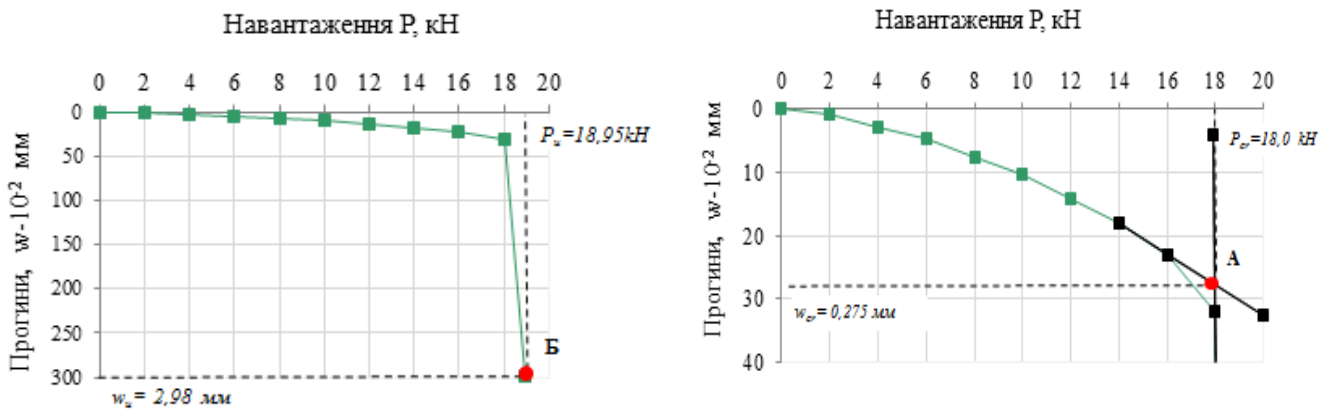 Навантаження P, кН
0 2 4 6 8 10 12 14 16 18 20
0
50
100
150
200
250
300
Прогини, w·10⁻² мм
Pᵤ=18,95kH
Б
wᵤ= 2,98 мм
Навантаження P, кН
0 2 4 6 8 10 12 14 16 18 20
0
10
20
30
40
Прогини, w·10⁻² мм
P_cr=18,0 kH
A
w_cr= 0,275 мм